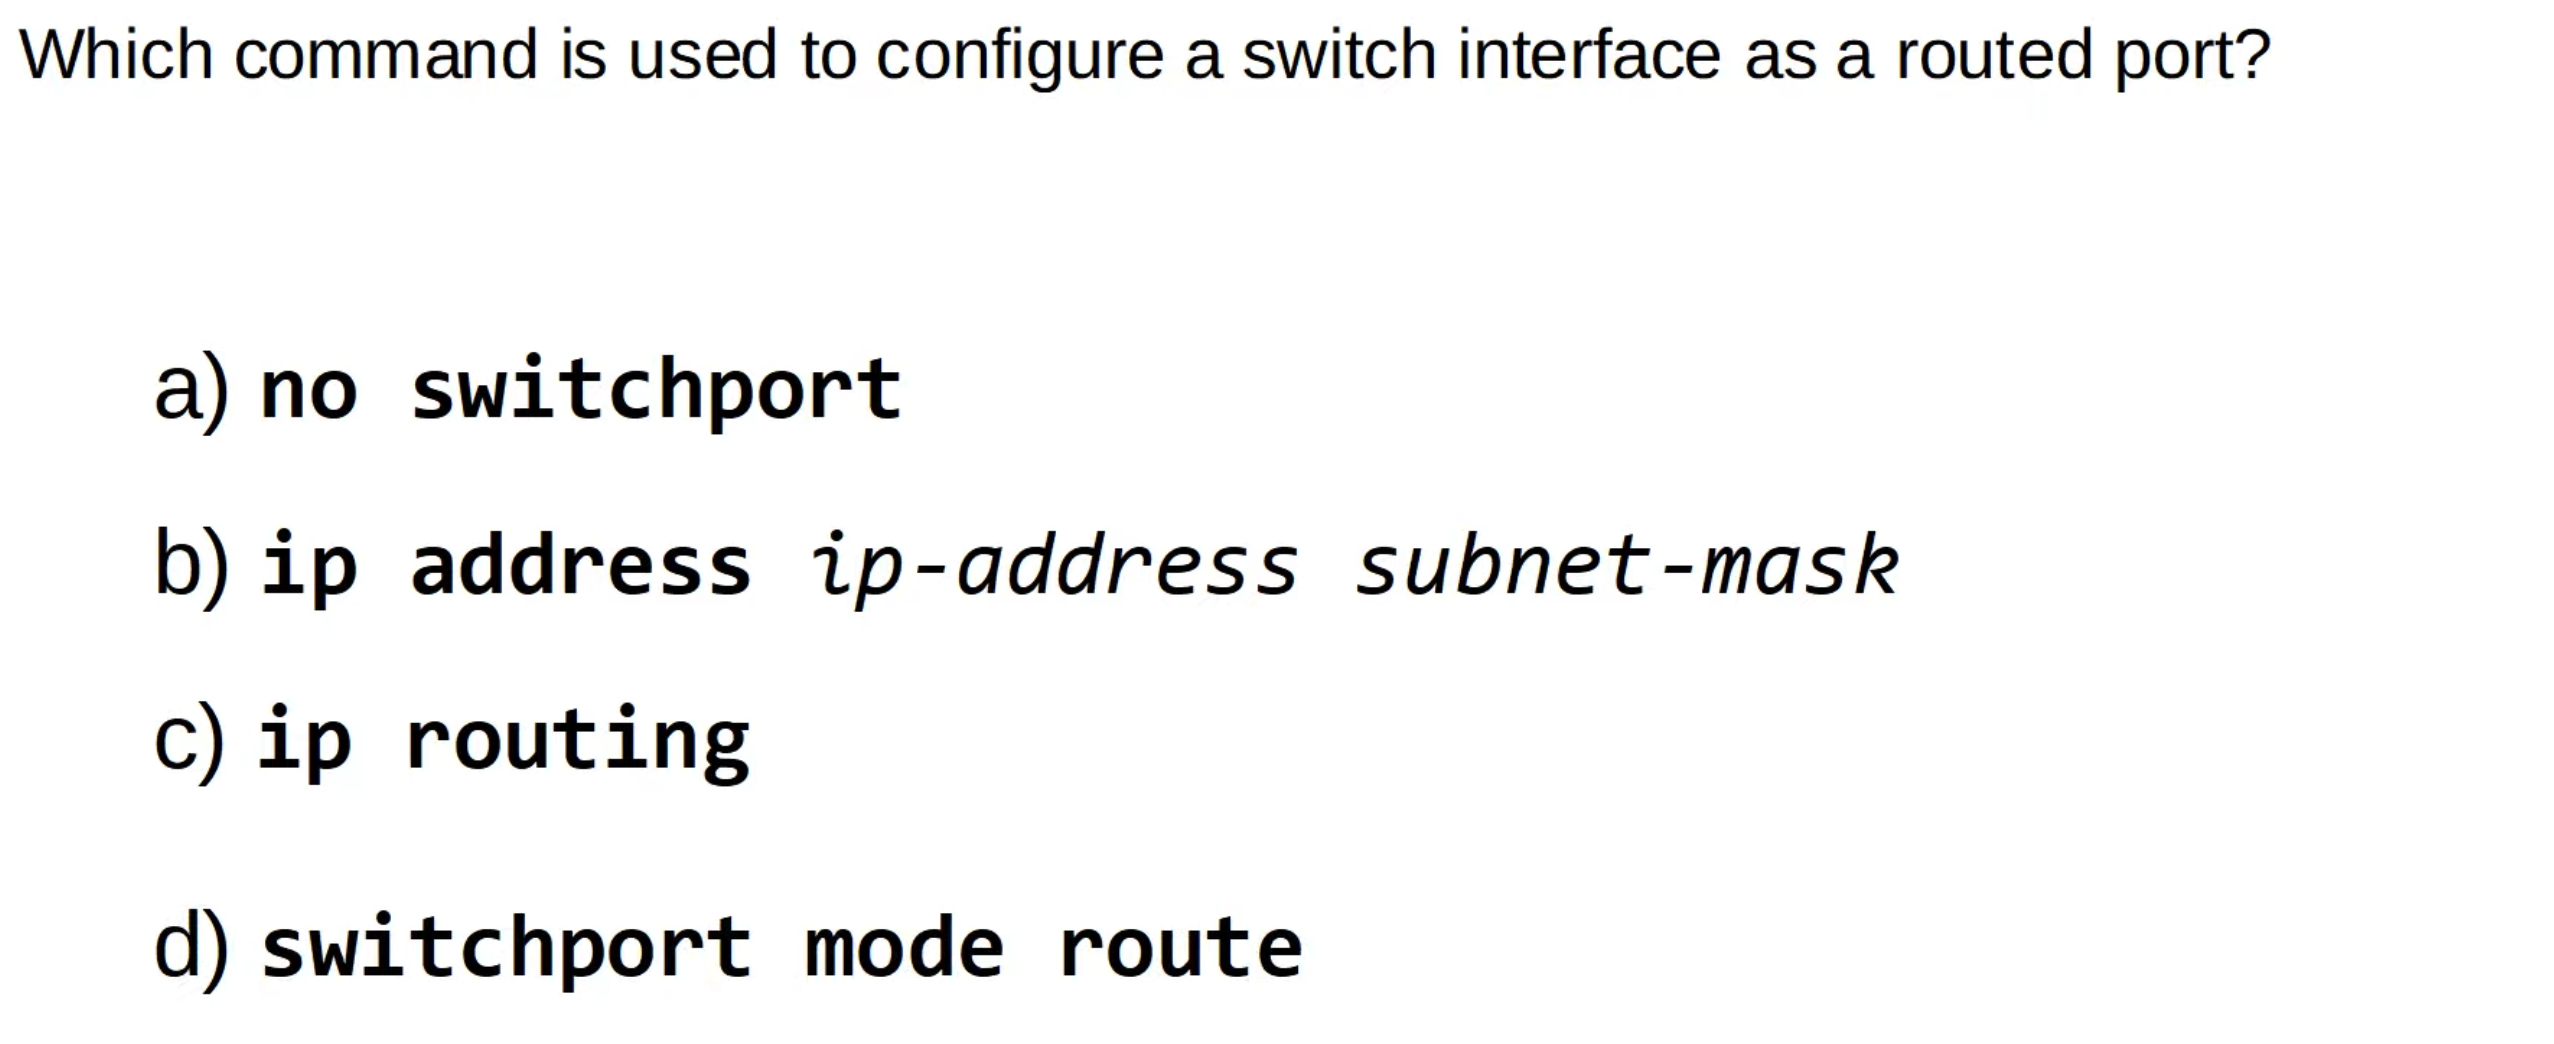 Which command is used to configure a switch interface as a routed port?
a) no switchport
b) ip address ip-address subnet-mask
c) ip routing
d) switchport mode route